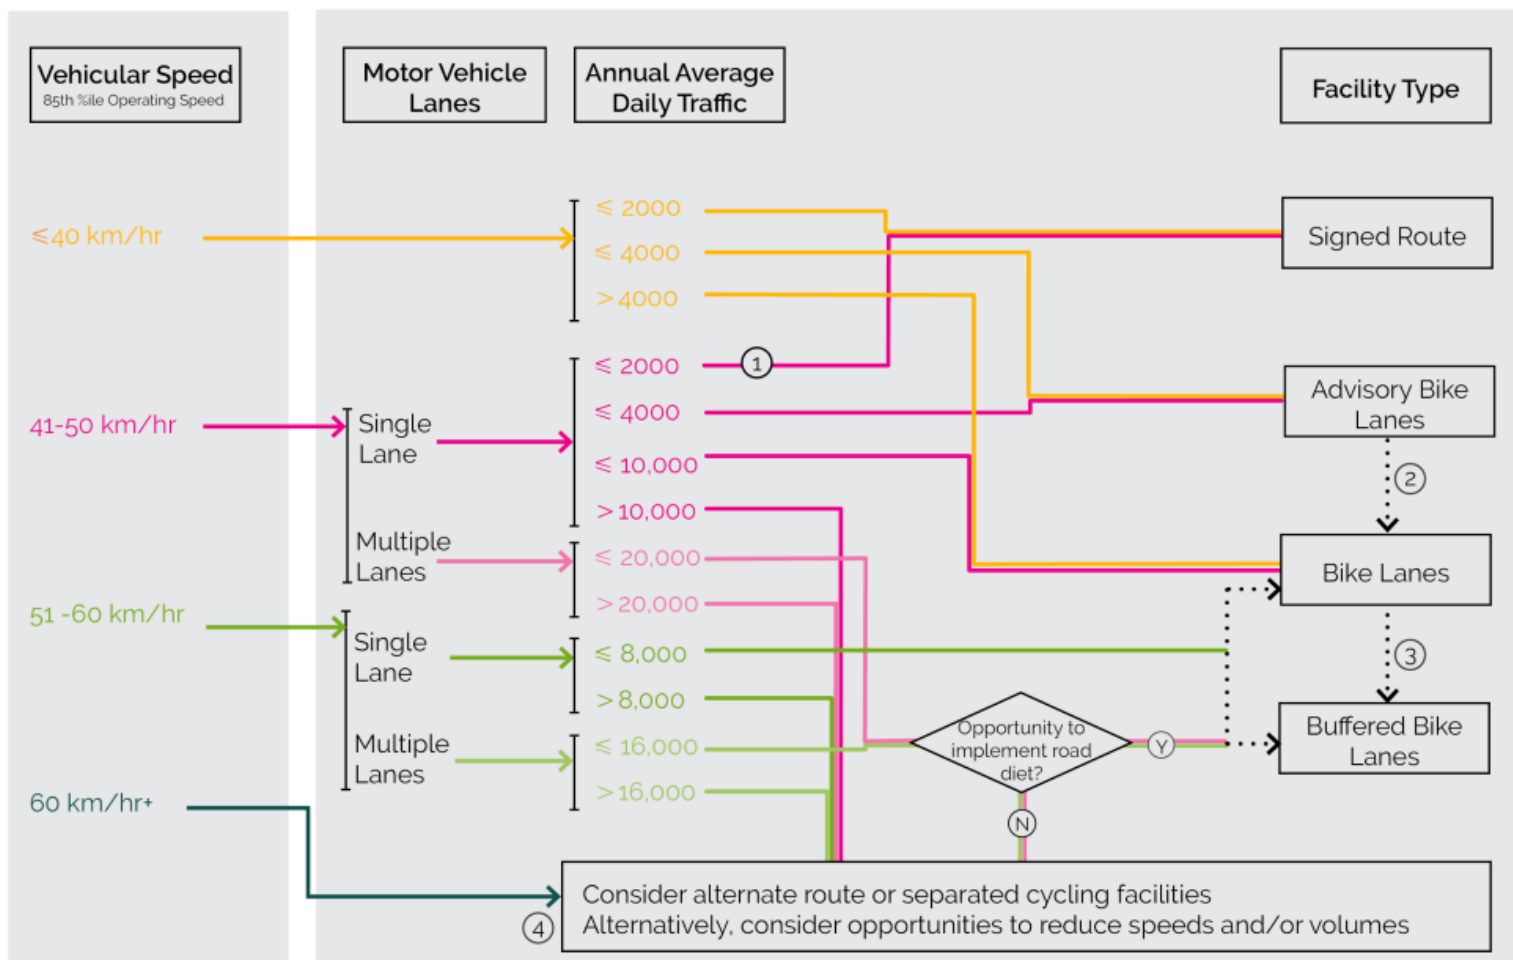 Vehicular Speed
85th %ile Operating Speed
Motor Vehicle
Lanes
Annual Average
Daily Traffic
Facility Type
≤40 km/hr
≤ 2000
≤ 4000
>4000
Signed Route
41-50 km/hr
Single
Lane
≤ 2000
1
≤ 4000
≤ 10,000
>10,000
Advisory Bike
Lanes
2
Multiple
Lanes
≤ 20,000
>20,000
Bike Lanes
51 -60 km/hr
Single
Lane
≤ 8,000
>8,000
3
Multiple
Lanes
≤ 16,000
>16,000
Opportunity to
implement road
diet?
Y
N
Buffered Bike
Lanes
60 km/hr+
4
Consider alternate route or separated cycling facilities
Alternatively, consider opportunities to reduce speeds and/or volumes